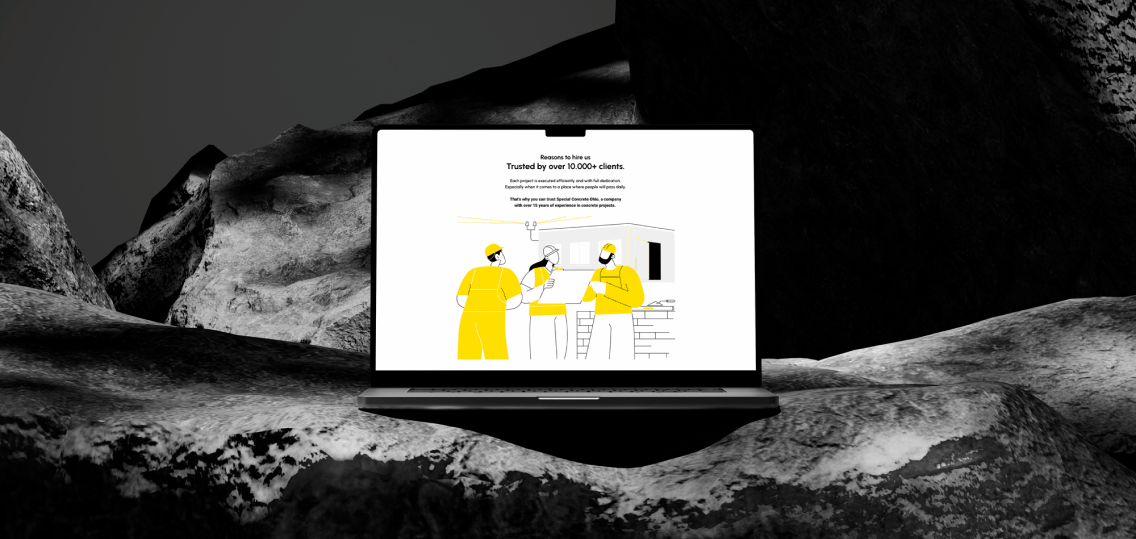 Reasons to hire us
Trusted by over 10.000+ clients.
Each project is executed efficiently and with full dedication.
Especially when it comes to a place where people will pass daily.
That's why you can trust Special Concrete Ohio, a company
with over 15 years of experience in concrete projects.